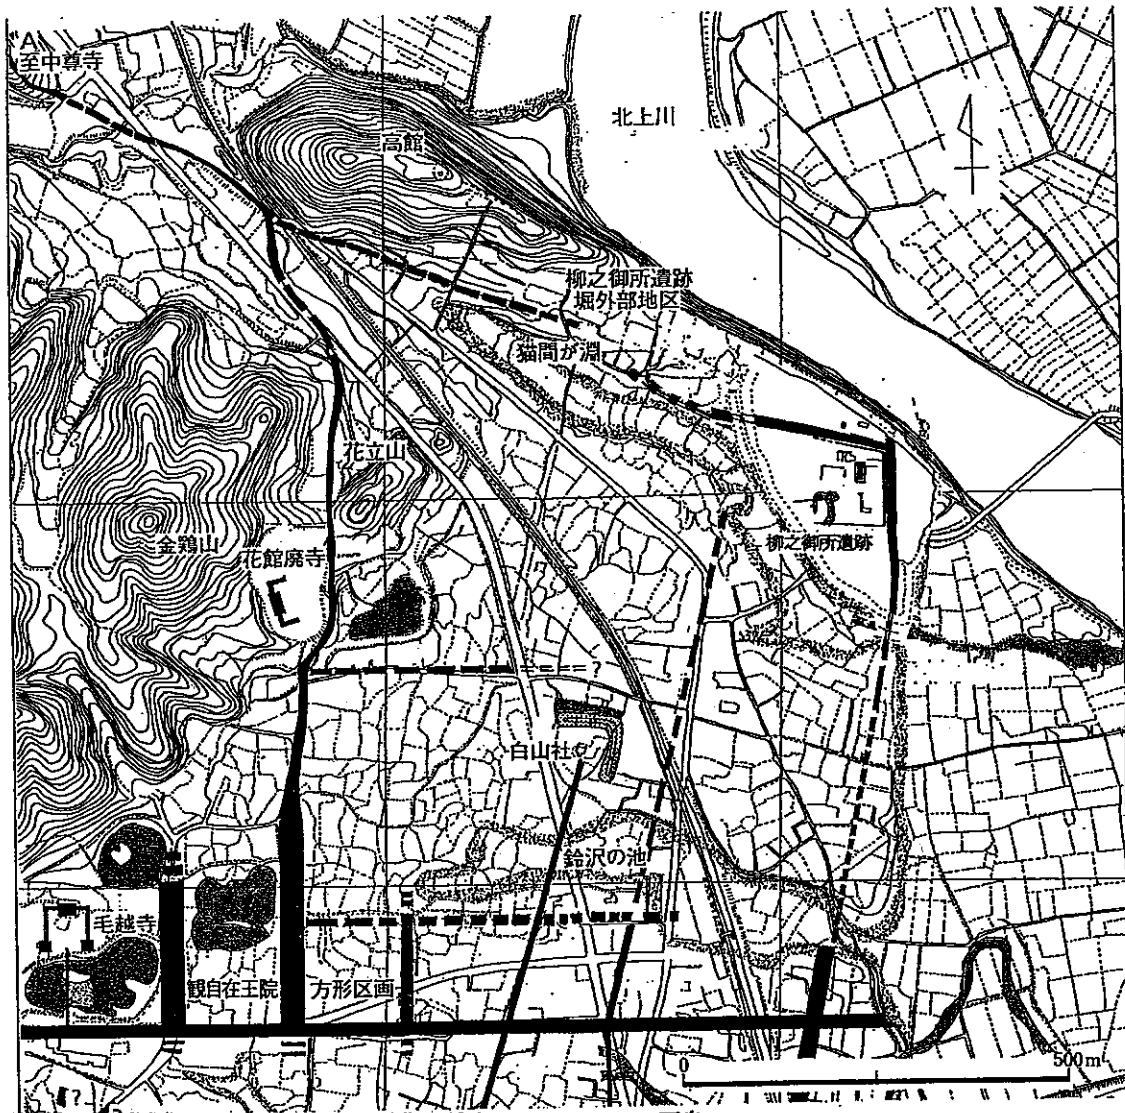 A
至中尊寺
高館
北上川
柳之御所遺跡
堀外部地区
猫間が淵
花立山
金鶏山
花館廃寺
柳之御所遺跡
?
白山社
鈴沢の池
毛越寺
観自在王院
方形区画
0
500m
?